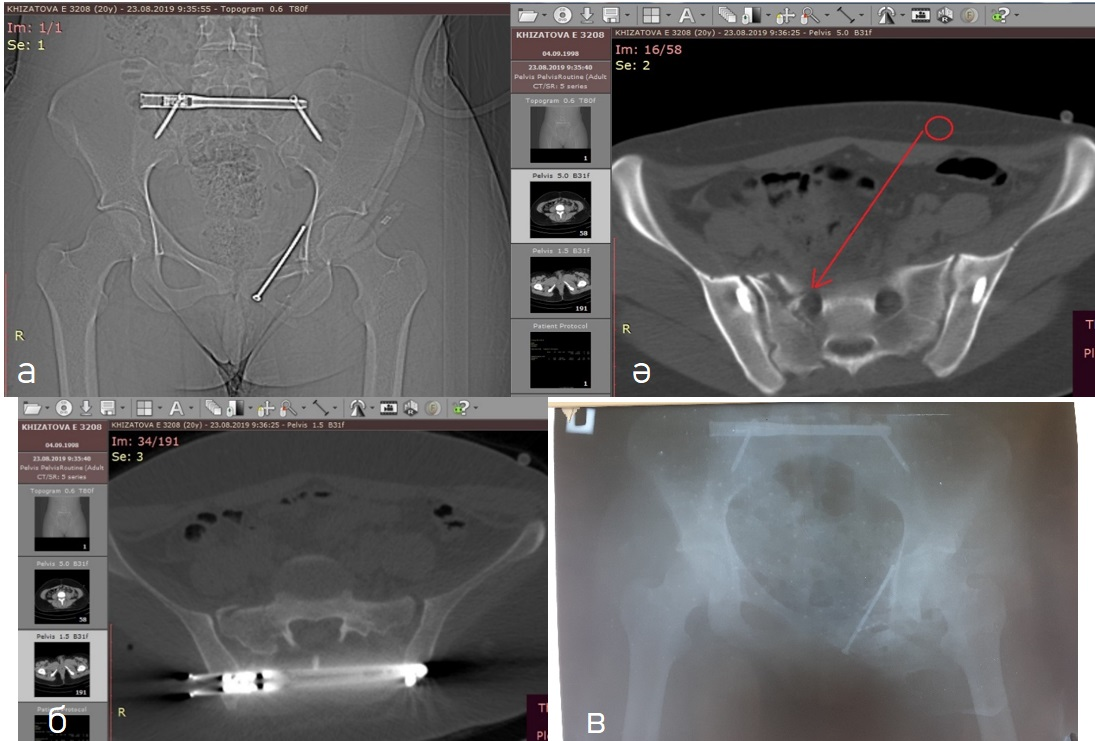 KHIZATOVA E 3208 (20y) - 23.08.2019 9:35:55 - Topogram 0.6 T80f
Im: 1/1
Se: 1
R
а
KHIZATOVA E 3208
04.09.1998
23.08.2019 9:35:40
Pelvis PelvisRoutine (Adult
CT/SR: 5 series
Topogram 0.6 T80f
1
Pelvis 5.0 B31f
58
Pelvis 1.5 B31f
191
Patient Protocol
1
KHIZATOVA E 3208 (20y) - 23.08.2019 9:36:25 - Pelvis 5.0 B31f
Im: 16/58
Se: 2
R
Pl
ә
KHIZATOVA E 3208
04.09.1998
23.08.2019 9:35:40
Pelvis PelvisRoutine (Adult
CT/SR: 5 series
Topogram 0.6 T80f
1
Pelvis 5.0 B31f
58
Pelvis 1.5 B31f
191
KHIZATOVA E 3208 (20y) - 23.08.2019 9:36:25 - Pelvis 1.5 B31f
Im: 34/191
Se: 3
R
Tl
Pl
б
в